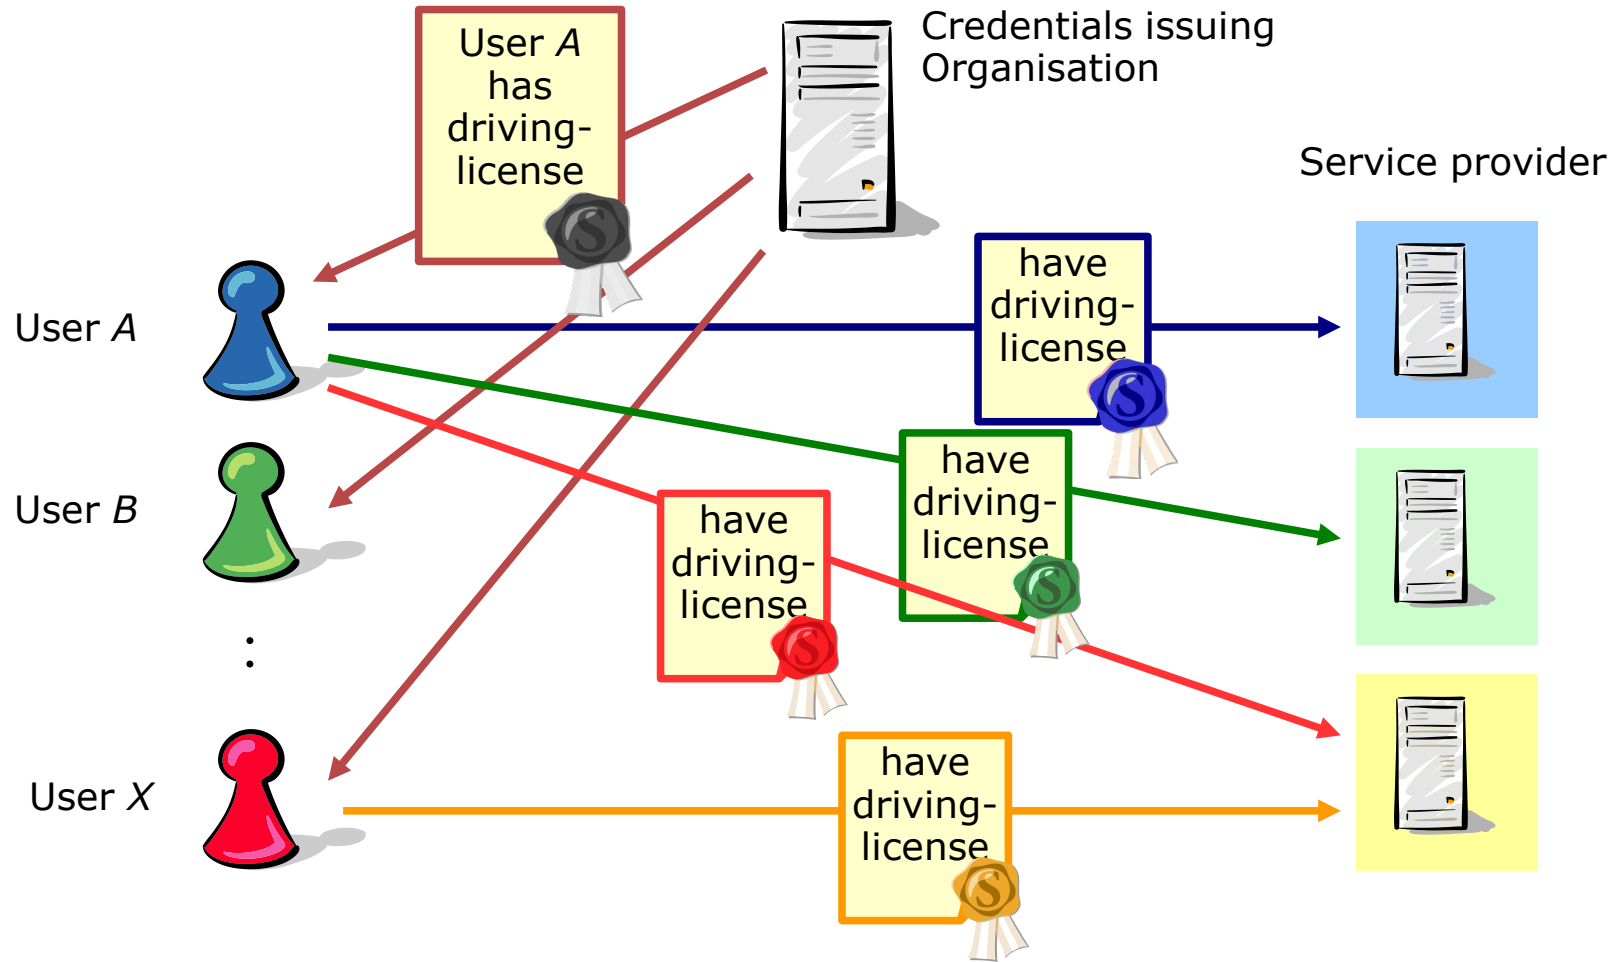 User A
has
driving-
license
S
Credentials issuing
Organisation
Service provider
User A
have
driving-
license
S
have
driving-
license
S
User B
have
driving-
license
S
:
User X
have
driving-
license
S